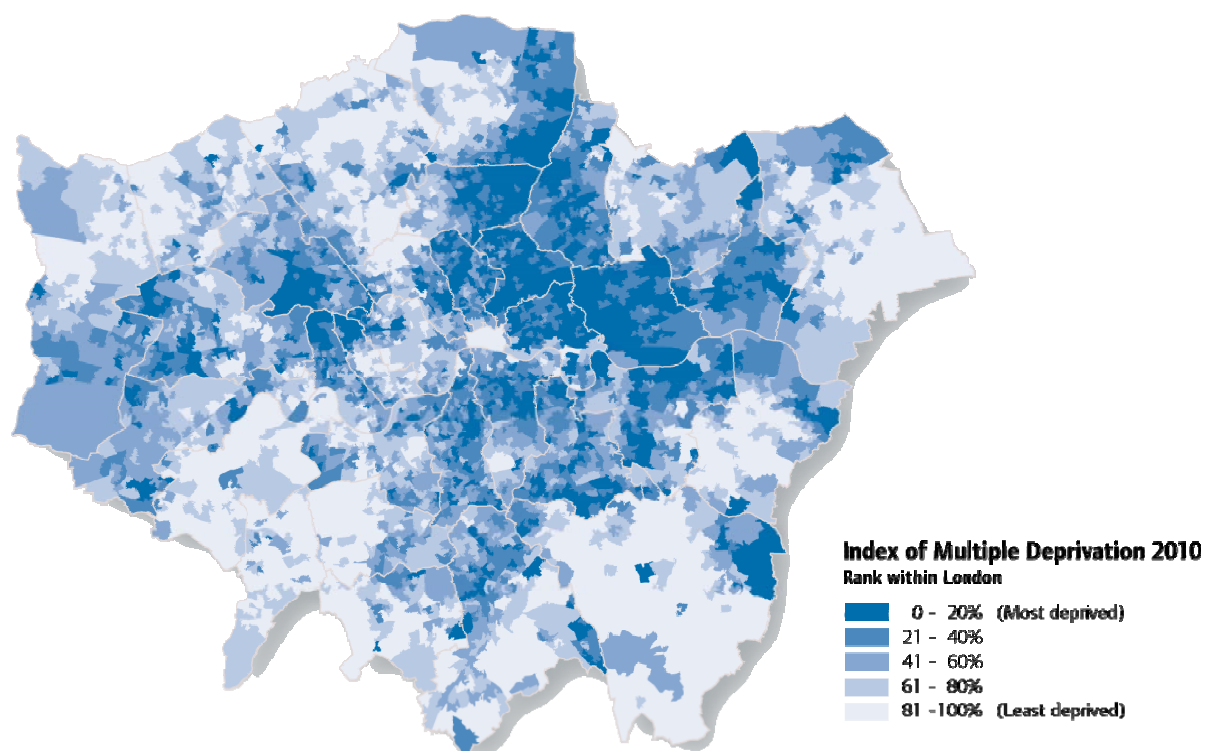 Index of Multiple Deprivation 2010
Rank within London
0 - 20% (Most deprived)
21 - 40%
41 - 60%
61 - 80%
81 -100% (Least deprived)